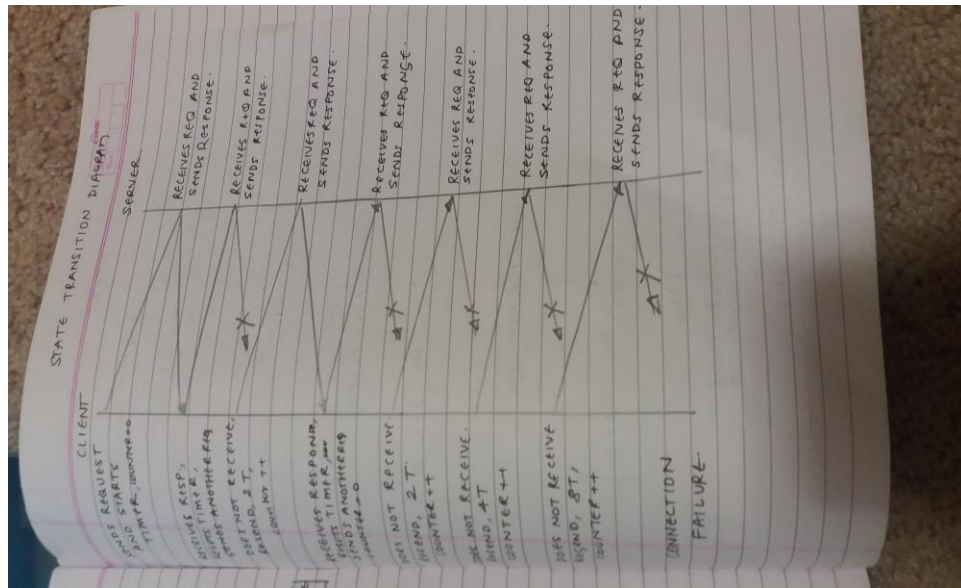 STATE TRANSITION DIAGRAM
CLIENT
SERVER
SENDS REQUEST
AND STARTS
TIMER, COUNTER=0
RECEIVES REQ AND
SENDS RESPONSE.
RECEIVES RESP,
RESETS TIMER,
SENDS ANOTHER REQ
RECEIVES REQ AND
SENDS RESPONSE.
DOES NOT RECEIVE,
RESEND, 2T,
COUNTER ++
RECEIVES REQ AND
SENDS RESPONSE.
RECEIVES RESPONSE,
RESETS TIMER,
SENDS ANOTHER REQ
COUNTER=0
RECEIVES REQ AND
SENDS RESPONSE.
DOES NOT RECEIVE.
RESEND, 2T
COUNTER ++
RECEIVES REQ AND
SENDS RESPONSE.
DOES NOT RECEIVE.
RESEND, 4T
COUNTER ++
RECEIVES REQ AND
SENDS RESPONSE.
DOES NOT RECEIVE
RESEND, 8T,
COUNTER ++
RECEIVES REQ AND
SENDS RESPONSE.
CONNECTION
FAILURE.